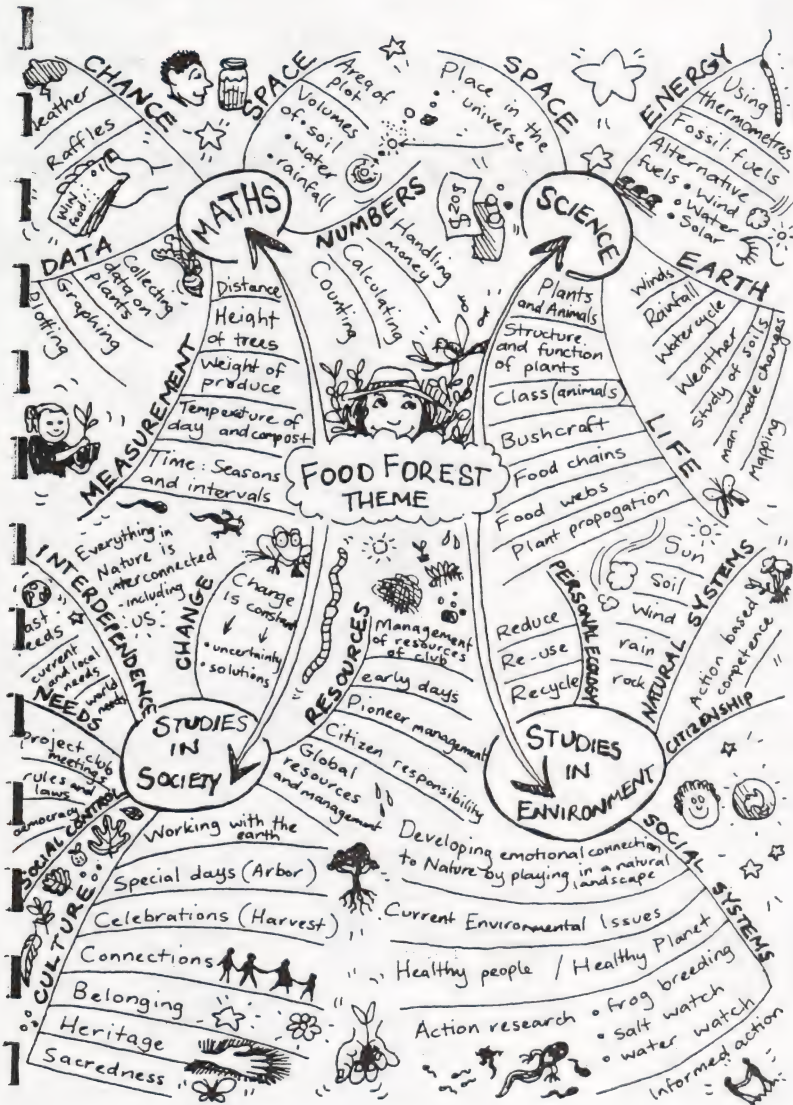 FOOD FOREST
THEME
MATHS
CHANCE
Weather
Raffles
Wind
Good
SPACE
Area of
plot
Volumes
of • soil
• water
• rainfall
NUMBERS
Counting
Calculating
Handling
money
$20g
DATA
Plotting
Graphing
Collecting
data on
plants
MEASUREMENT
Distance
Height
of trees
Weight of
produce
Temperature of
day and compost
Time: Seasons
and intervals
SCIENCE
SPACE
Place in the
universe
ENERGY
Using
thermometres
Fossil fuels
Alternative
fuels • Wind
• Water
• Solar
EARTH
Winds
Rainfall
Watercycle
Weather
Study of soils
man made changes
Mapping
LIFE
Plants
and Animals
Structure
and function
of plants
Class (animals)
Bushcraft
Food chains
Food webs
Plant propogation
STUDIES
IN
SOCIETY
INTERDEPENDENCE
Everything in
Nature is
interconnected
- including
US
CHANGE
Change
is constant
• uncertainty
• solutions
RESOURCES
Management
of resources
of club
early days
Pioneer management
Citizen responsibility
Global
resources
and management
NEEDS
Past
needs
current
and local
needs
world
needs
SOCIAL CONTROL
project club
meetings
rules and
laws
democracy
CULTURE
Working with the
earth
Special days (Arbor)
Celebrations (Harvest)
Connections
Belonging
Heritage
Sacredness
STUDIES
IN
ENVIRONMENT
PERSONAL ECOLOGY
Reduce
Re-use
Recycle
NATURAL SYSTEMS
Sun
Soil
Wind
rain
rock
CITIZENSHIP
Action based
competence
SOCIAL SYSTEMS
Developing emotional connection
to Nature by playing in a natural
landscape
Current Environmental Issues
Healthy people / Healthy Planet
Action research • frog breeding
• salt watch
• water watch
Informed action